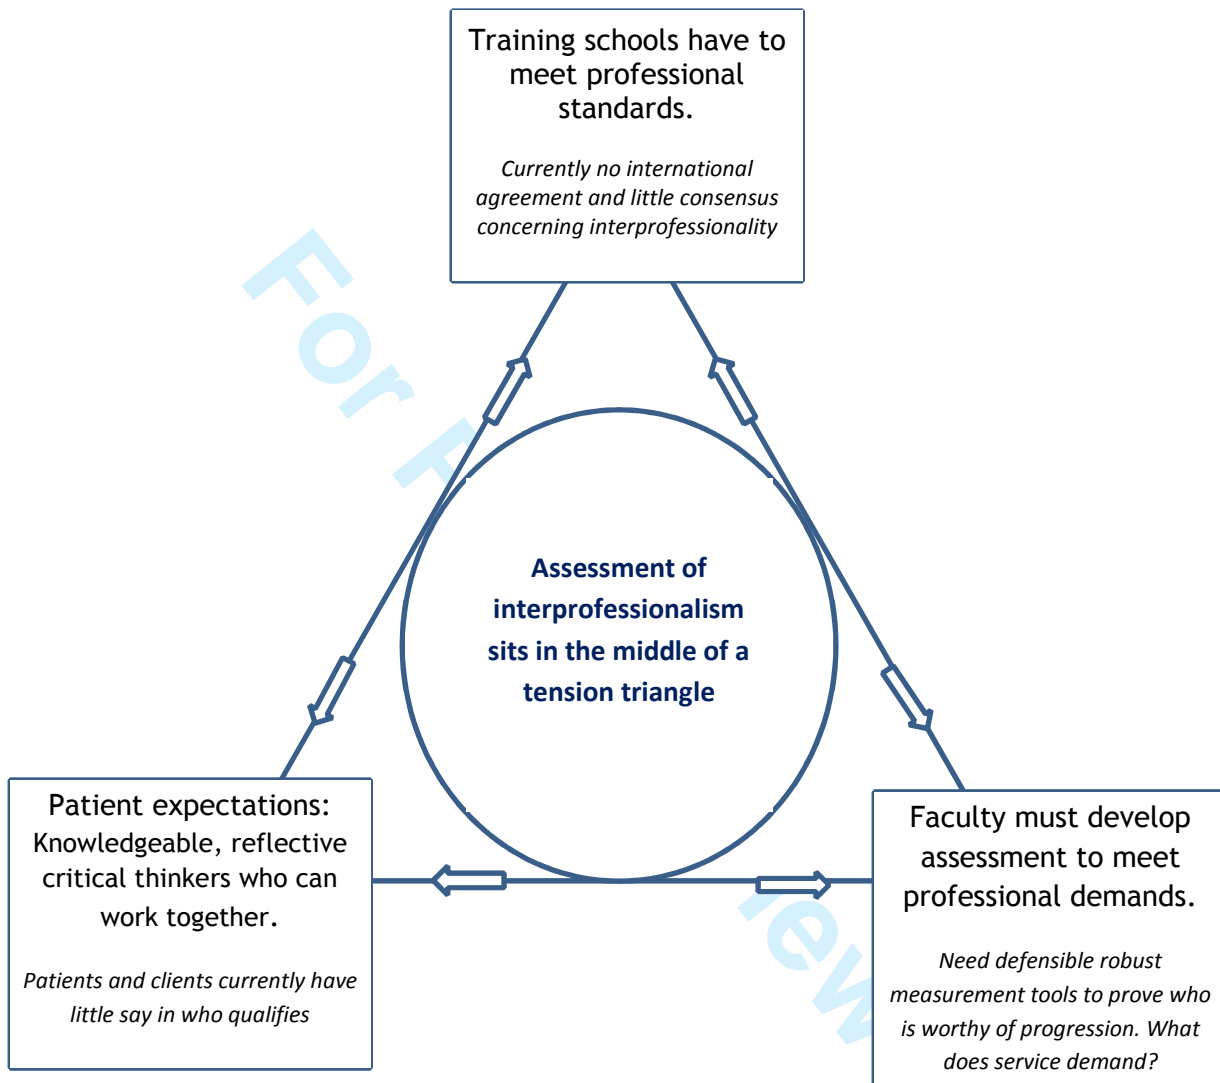 Training schools have to
meet professional
standards.
Currently no international
agreement and little consensus
concerning interprofessionality
Assessment of
interprofessionalism
sits in the middle of a
tension triangle
Patient expectations:
Knowledgeable, reflective
critical thinkers who can
work together.
Patients and clients currently have
little say in who qualifies
Faculty must develop
assessment to meet
professional demands.
Need defensible robust
measurement tools to prove who
is worthy of progression. What
does service demand?
For